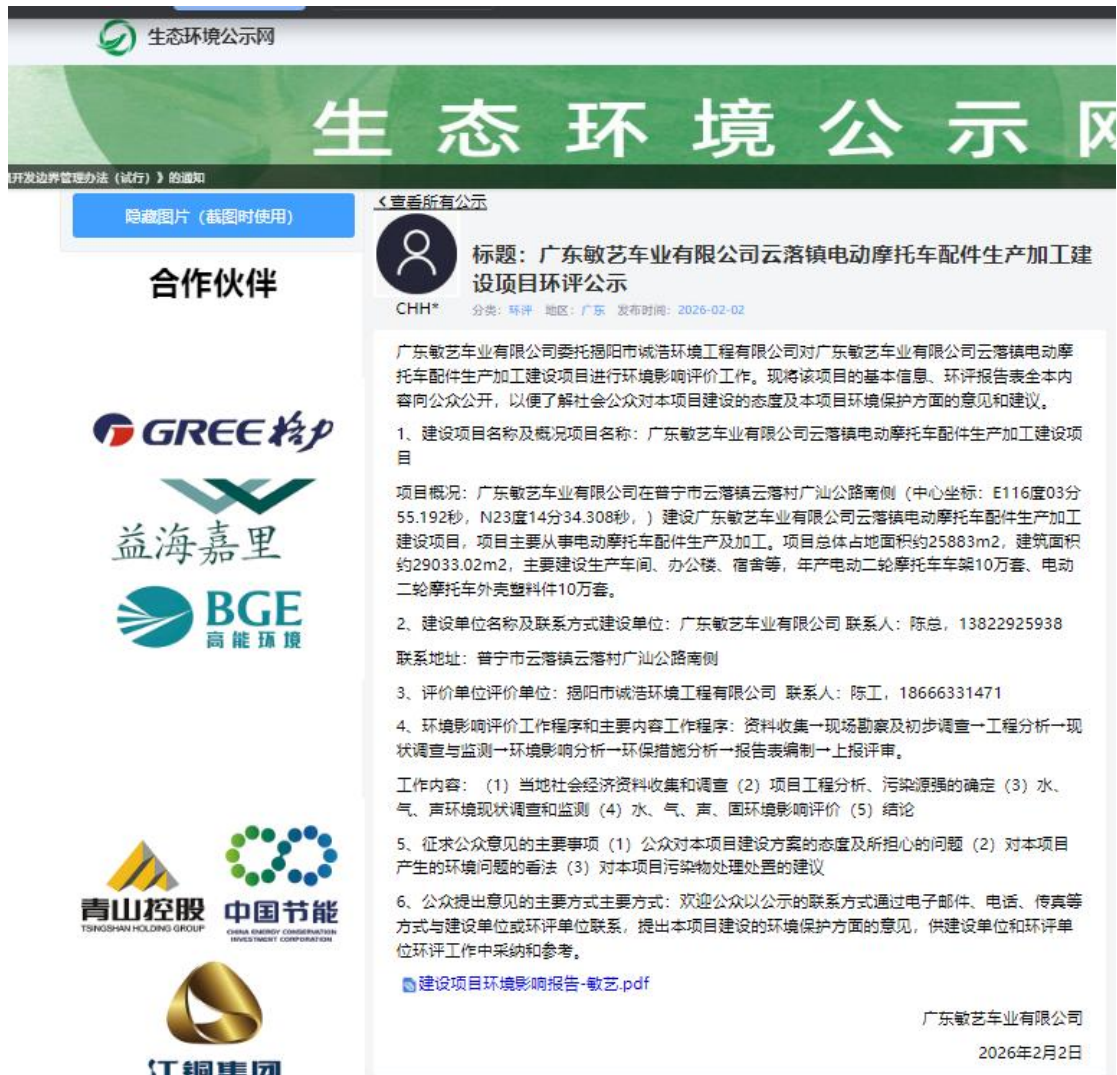 生态环境公示网
生态环境公示
开发边界管理办法（试行）》的通知
隐藏图片（截图时使用）
合作伙伴
GREE格力
益海嘉里
BGE
高能环境
青山控股
TSINGSHAN HOLDING GROUP
中国节能
CHINA ENERGY CONSERVATION
INVESTMENT CORPORATION
江铜集团
く查看所有公示
CHH*
标题：广东敏艺车业有限公司云落镇电动摩托车配件生产加工建
设项目环评公示
分类：环评 地区：广东 发布时间：2026-02-02
广东敏艺车业有限公司委托揭阳市诚浩环境工程有限公司对广东敏艺车业有限公司云落镇电动摩
托车配件生产加工建设项目进行环境影响评价工作。现将该项目的基本信息、环评报告表全本内
容向公众公开，以便了解社会公众对本项目建设的态度及本项目环境保护方面的意见和建议。
1、建设项目名称及概况项目名称：广东敏艺车业有限公司云落镇电动摩托车配件生产加工建设项
目
项目概况：广东敏艺车业有限公司在普宁市云落镇云落村广汕公路南侧（中心坐标：E116度03分
55.192秒，N23度14分34.308秒，）建设广东敏艺车业有限公司云落镇电动摩托车配件生产加工
建设项目，项目主要从事电动摩托车配件生产及加工。项目总体占地面积约25883m2，建筑面积
约29033.02m2，主要建设生产车间、办公楼、宿舍等，年产电动二轮摩托车车架10万套、电动
二轮摩托车外壳塑料件10万套。
2、建设单位名称及联系方式建设单位：广东敏艺车业有限公司 联系人：陈总，13822925938
联系地址：普宁市云落镇云落村广汕公路南侧
3、评价单位评价单位：揭阳市诚浩环境工程有限公司 联系人：陈工，18666331471
4、环境影响评价工作程序和主要内容工作程序：资料收集→现场勘察及初步调查→工程分析→现
状调查与监测→环境影响分析→环保措施分析→报告表编制→上报评审。
工作内容：（1）当地社会经济资料收集和调查（2）项目工程分析、污染源强的确定（3）水、
气、声环境现状调查和监测（4）水、气、声、固环境影响评价（5）结论
5、征求公众意见的主要事项（1）公众对本项目建设方案的态度及所担心的问题（2）对本项目
产生的环境问题的看法（3）对本项目污染物处理处置的建议
6、公众提出意见的主要方式主要方式：欢迎公众以公示的联系方式通过电子邮件、电话、传真等
方式与建设单位或环评单位联系，提出本项目建设的环境保护方面的意见，供建设单位和环评单
位环评工作中采纳和参考。
建设项目环境影响报告-敏艺.pdf
广东敏艺车业有限公司
2026年2月2日